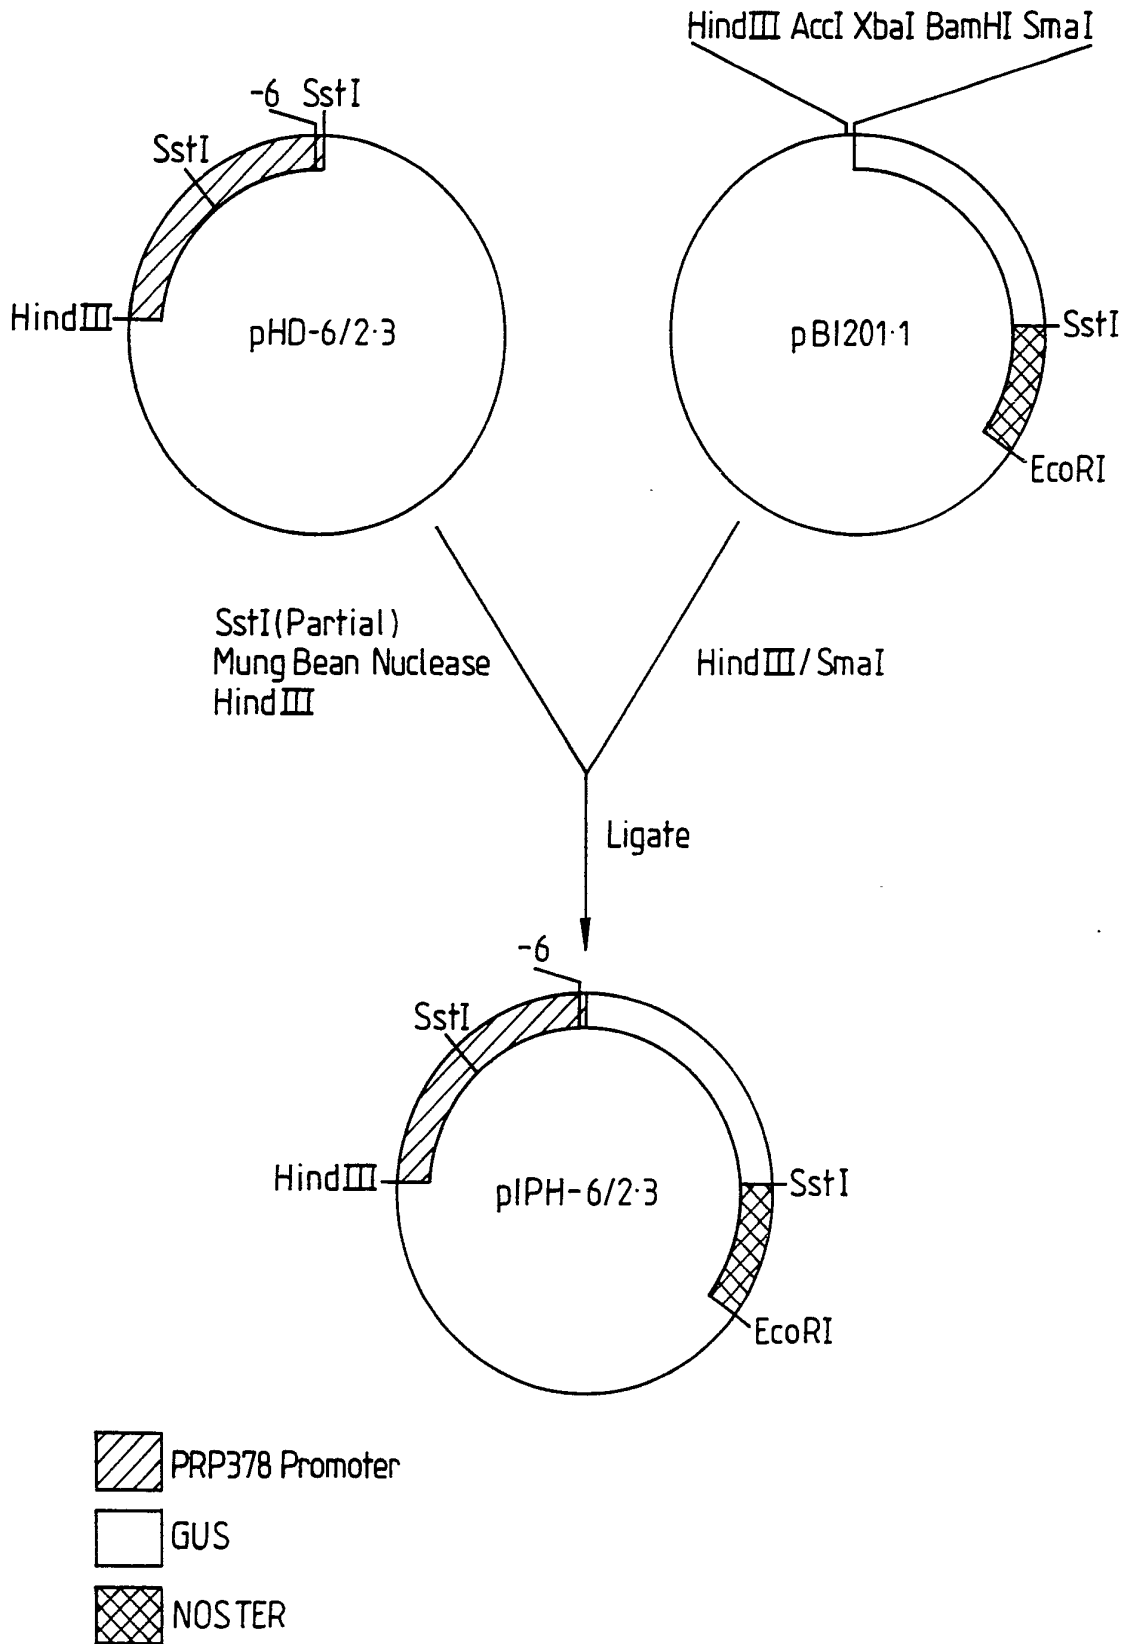 HindIII AccI XbaI BamHI SmaI
-6 SstI
SstI
HindIII
pHD-6/2·3
pBI201·1
SstI
EcoRI
SstI(Partial)
Mung Bean Nuclease
HindIII
HindIII/SmaI
Ligate
-6
SstI
HindIII
pIPH-6/2·3
SstI
EcoRI
PRP378 Promoter
GUS
NOSTER